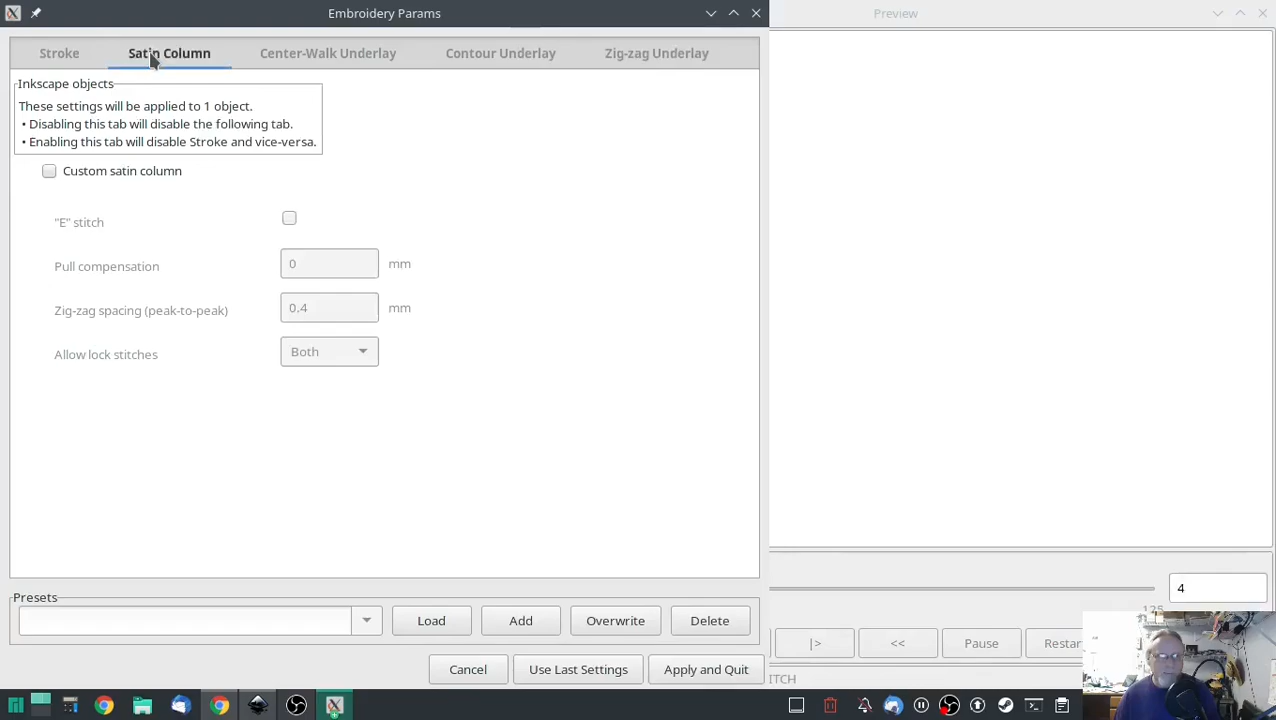 Embroidery Params
Preview
Stroke
Satin Column
Center-Walk Underlay
Contour Underlay
Zig-zag Underlay
Inkscape objects
These settings will be applied to 1 object.
• Disabling this tab will disable the following tab.
• Enabling this tab will disable Stroke and vice-versa.
Custom satin column
"E" stitch
Pull compensation
0
mm
Zig-zag spacing (peak-to-peak)
0.4
mm
Allow lock stitches
Both
4
125
Presets
Load
Add
Overwrite
Delete
|>
<<
Pause
Restar
Cancel
Use Last Settings
Apply and Quit
ITCH